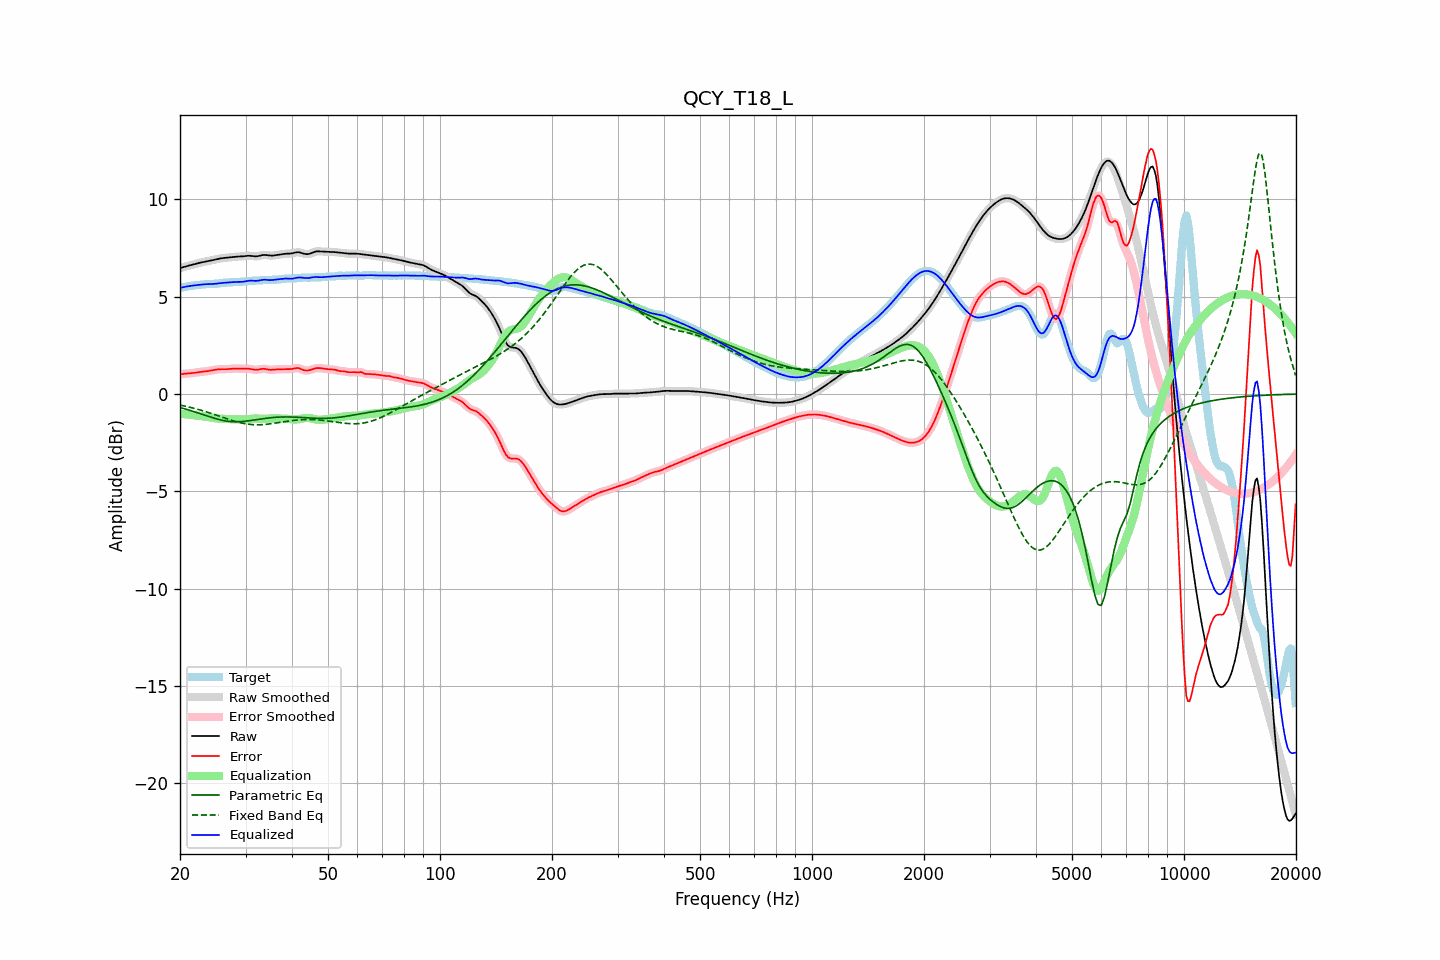 QCY_T18_L
Amplitude (dBr)
10
5
0
−5
−10
−15
−20
Target
Raw Smoothed
Error Smoothed
Raw
Error
Equalization
Parametric Eq
Fixed Band Eq
Equalized
20 50 100 200 500 1000 2000 5000 10000 20000
Frequency (Hz)